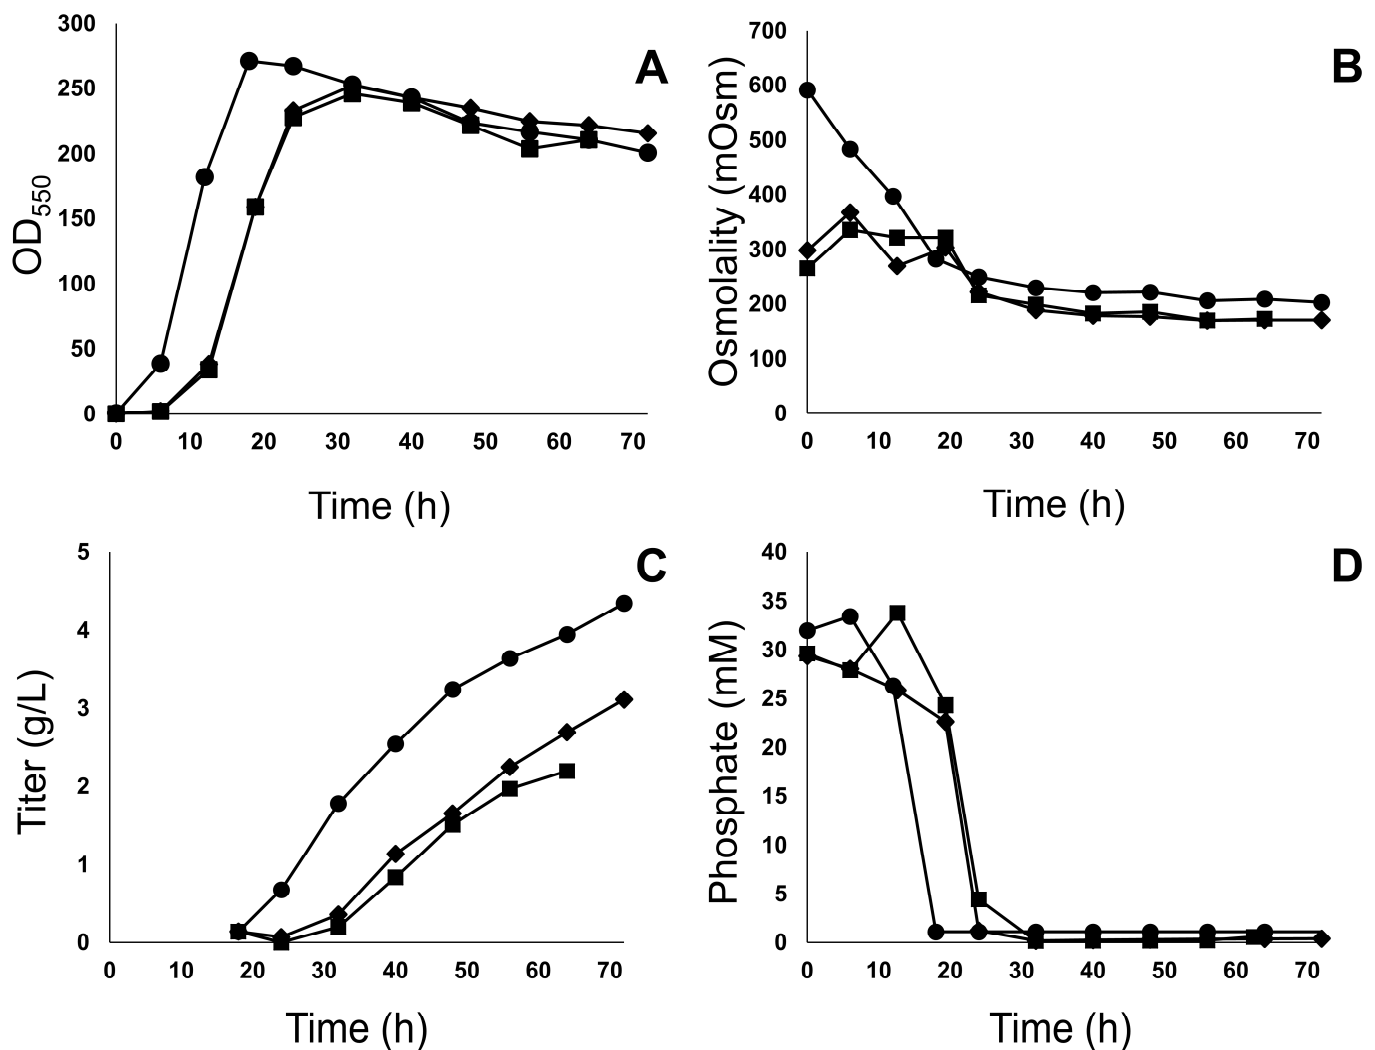 A
300
250
200
150
100
50
0
OD550
0 10 20 30 40 50 60 70
Time (h)
B
700
600
500
400
300
200
100
0
Osmolality (mOsm)
0 10 20 30 40 50 60 70
Time (h)
C
5
4
3
2
1
0
Titer (g/L)
0 10 20 30 40 50 60 70
Time (h)
D
40
35
30
25
20
15
10
5
0
Phosphate (mM)
0 10 20 30 40 50 60 70
Time (h)